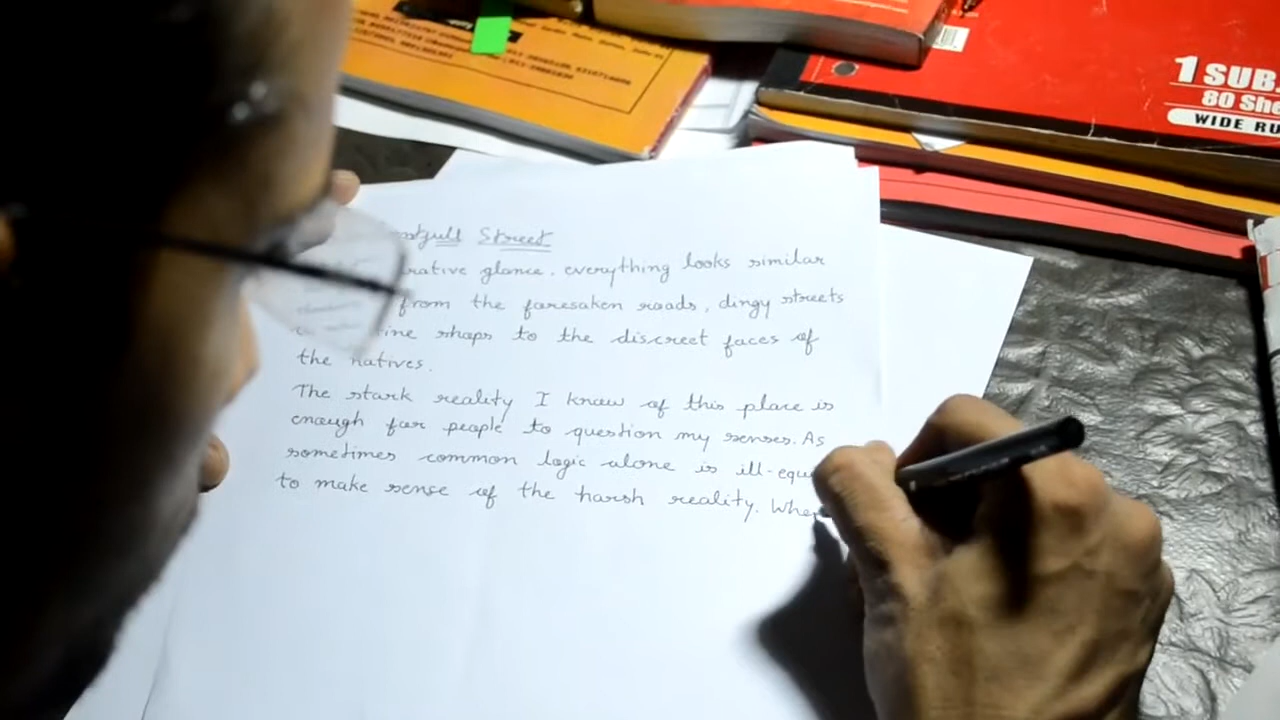 1 SUB
80 She
WIDE RU
Street
glance. everything looks similar
from the faresaken roads, dingy streets
shaps to the discreet faces of
the natives.
The stark reality I know of this place is
enough for people to question my senses. As
sometimes common logic alone is ill-equ
to make sense of the harsh reality. Whe